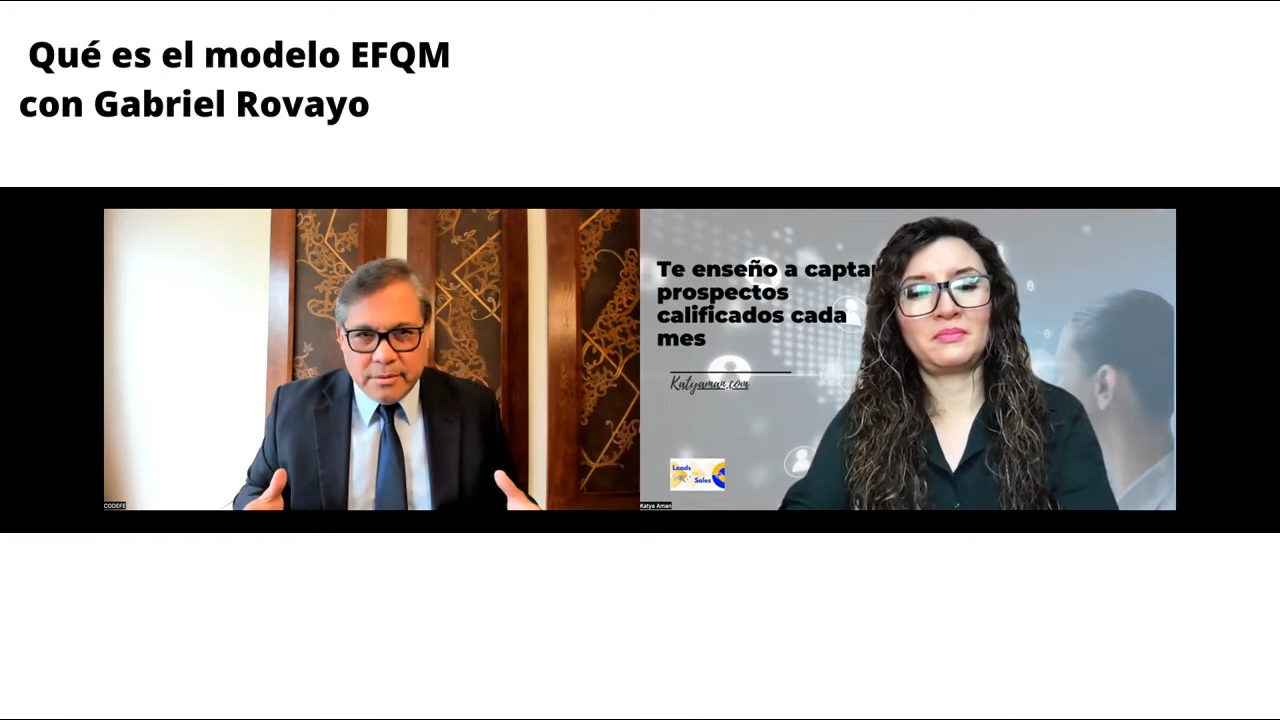 Qué es el modelo EFQM
con Gabriel Rovayo
Te enseño a captar
prospectos
calificados cada
mes
Katyaman.com
Leads
Sales
CODEFE
Katya Aman